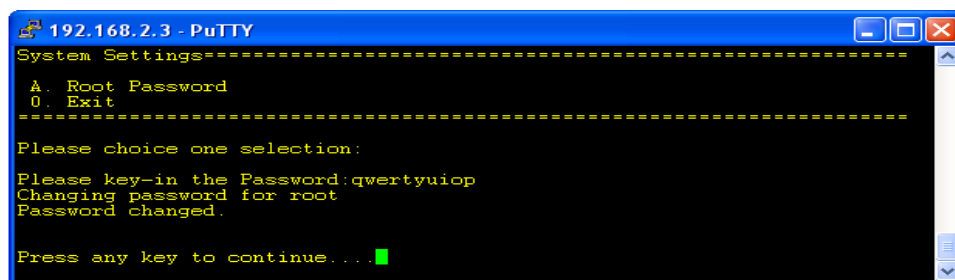 192.168.2.3 - PuTTY
System Settings==========================================================
A. Root Password
0. Exit
=========================================================================
Please choice one selection:
Please key-in the Password:qwertyuiop
Changing password for root
Password changed.
Press any key to continue....